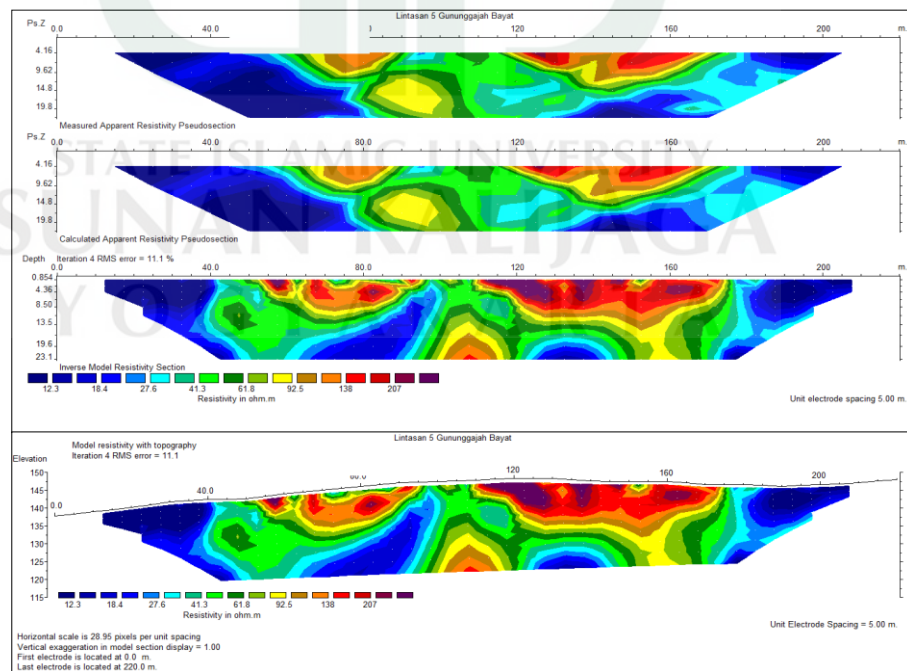 Lintasan 5 Gununggajah Bayat
Ps.Z 0.0 40.0 120 160 200 m.
4.16
9.62
14.8
19.8
Measured Apparent Resistivity Pseudosection
Ps.Z 0.0 40.0 80.0 120 160 200 m.
4.16
9.62
14.8
19.8
STATE ISLAMIC UNIVERSITY
SUNAN KALIJAGA
Calculated Apparent Resistivity Pseudosection
Depth Iteration 4 RMS error = 11.1 %
0.0 40.0 80.0 120 160 200 m.
0.854
4.36
8.50
13.5
19.6
23.1
Inverse Model Resistivity Section
12.3 18.4 27.6 41.3 61.8 92.5 138 207
Resistivity in ohm.m
Unit electrode spacing 5.00 m.
Lintasan 5 Gununggajah Bayat
Model resistivity with topography
Iteration 4 RMS error = 11.1
Elevation
150
145
140
135
130
125
120
115
0.0 40.0 80.0 120 160 200
12.3 18.4 27.6 41.3 61.8 92.5 138 207
Resistivity in ohm.m
Unit Electrode Spacing = 5.00 m.
Horizontal scale is 28.95 pixels per unit spacing
Vertical exaggeration in model section display = 1.00
First electrode is located at 0.0 m.
Last electrode is located at 220.0 m.